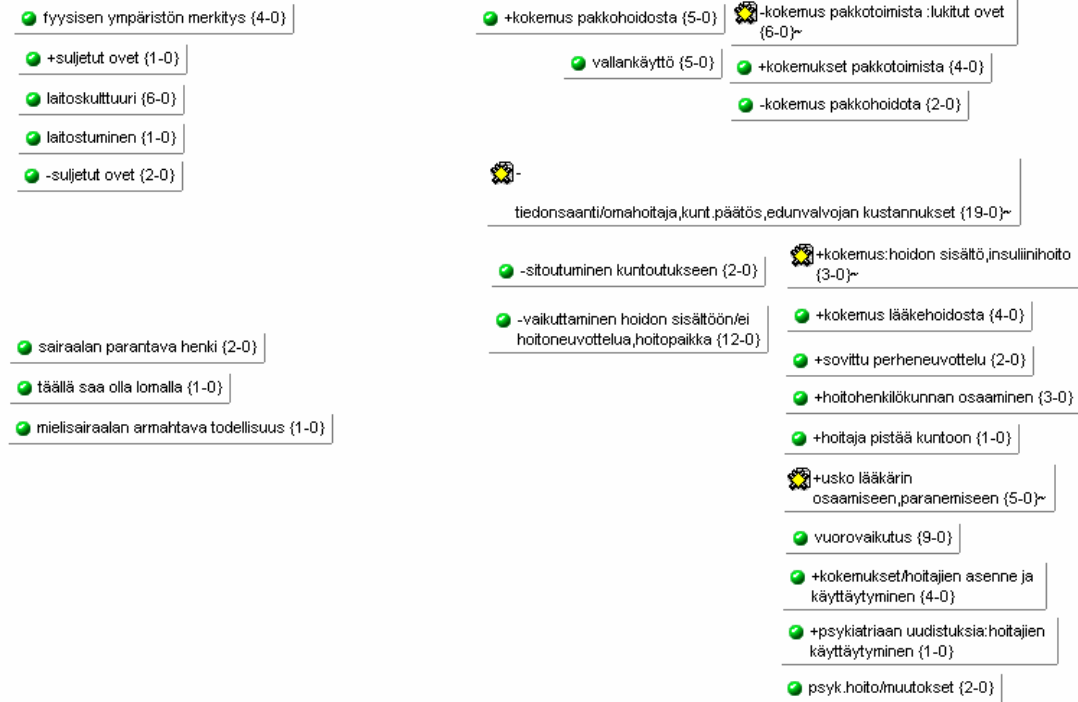 fyysisen ympäristön merkitys {4-0}
+suljetut ovet {1-0}
laitoskulttuuri {6-0}
laitostuminen {1-0}
-suljetut ovet {2-0}
sairaalan parantava henki {2-0}
täällä saa olla lomalla {1-0}
mielisairaalan armahtava todellisuus {1-0}
+kokemus pakkohoidosta {5-0}
vallankäyttö {5-0}
-kokemus pakkotoimista :lukitut ovet
{6-0}~
+kokemukset pakkotoimista {4-0}
-kokemus pakkohoidota {2-0}
-
tiedonsaanti/omahoitaja,kunt.päätös,edunvalvojan kustannukset {19-0}~
-sitoutuminen kuntoutukseen {2-0}
-vaikuttaminen hoidon sisältöön/ei
hoitoneuvottelua,hoitopaikka {12-0}
+kokemus:hoidon sisältö,insuliinihoito
{3-0}~
+kokemus lääkehoidosta {4-0}
+sovittu perheneuvottelu {2-0}
+hoitohenkilökunnan osaaminen {3-0}
+hoitaja pistää kuntoon {1-0}
+usko lääkärin
osaamiseen,paranemiseen {5-0}~
vuorovaikutus {9-0}
+kokemukset/hoitajien asenne ja
käyttäytyminen {4-0}
+psykiatriaan uudistuksia:hoitajien
käyttäytyminen {1-0}
psyk.hoito/muutokset {2-0}